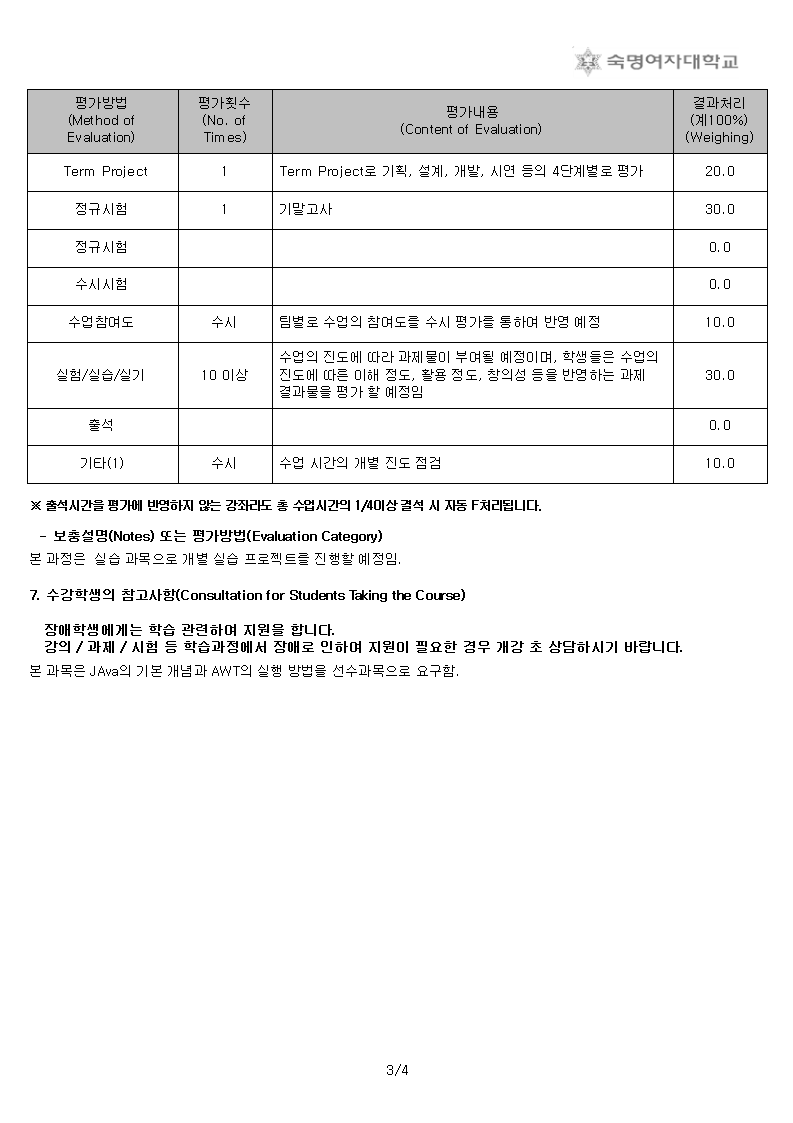 숙명여자대학교
평가방법
(Method of
Evaluation)
평가횟수
(No. of
Times)
평가내용
(Content of Evaluation)
결과처리
(계100%)
(Weighing)
Term Project 1 Term Project로 기획, 설계, 개발, 시연 등의 4단계별로 평가 20.0
정규시험 1 기말고사 30.0
정규시험 0.0
수시시험 0.0
수업참여도 수시 팀별로 수업의 참여도를 수시 평가를 통하여 반영 예정 10.0
실험/실습/실기 10 이상
수업의 진도에 따라 과제물이 부여될 예정이며, 학생들은 수업의
진도에 따른 이해 정도, 활용 정도, 창의성 등을 반영하는 과제
결과물을 평가 할 예정임
30.0
출석 0.0
기타(1) 수시 수업 시간의 개별 진도 점검 10.0
※ 출석시간을 평가에 반영하지 않는 강좌라도 총 수업시간의 1/4이상 결석 시 자동 F처리됩니다.
- 보충설명(Notes) 또는 평가방법(Evaluation Category)
본 과정은 실습 과목으로 개별 실습 프로젝트를 진행할 예정임.
7. 수강학생의 참고사항(Consultation for Students Taking the Course)
장애학생에게는 학습 관련하여 지원을 합니다.
강의 / 과제 / 시험 등 학습과정에서 장애로 인하여 지원이 필요한 경우 개강 초 상담하시기 바랍니다.
본 과목은 JAva의 기본 개념과 AWT의 실행 방법을 선수과목으로 요구함.
3/4